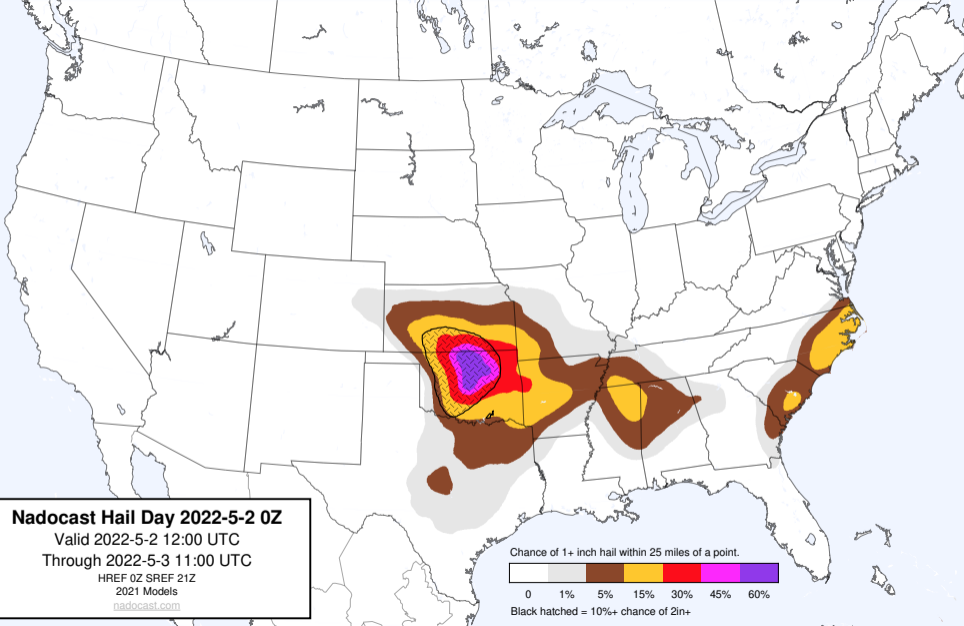 Nadocast Hail Day 2022-5-2 0Z
Valid 2022-5-2 12:00 UTC
Through 2022-5-3 11:00 UTC
HREF 0Z SREF 21Z
2021 Models
nadocast.com
Chance of 1+ inch hail within 25 miles of a point.
0 1% 5% 15% 30% 45% 60%
Black hatched = 10%+ chance of 2in+